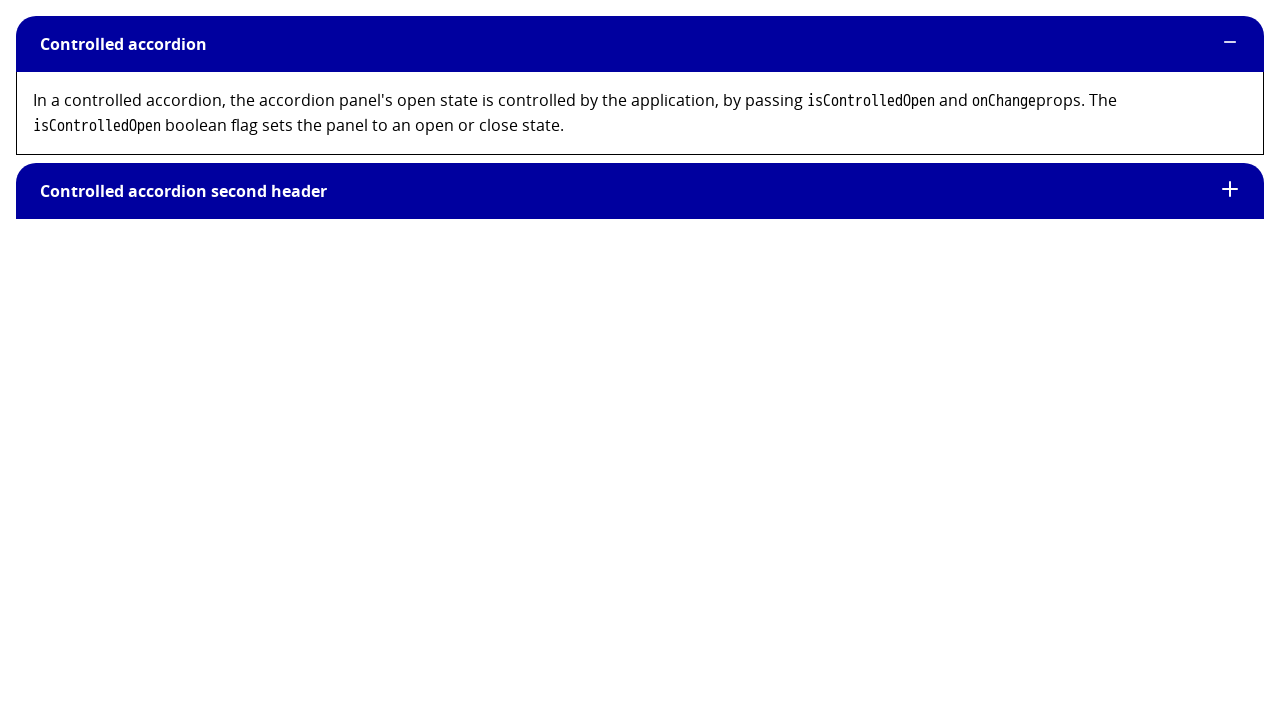 Controlled accordion
In a controlled accordion, the accordion panel's open state is controlled by the application, by passing isControlledOpen and onChangeprops. The
isControlledOpen boolean flag sets the panel to an open or close state.
Controlled accordion second header